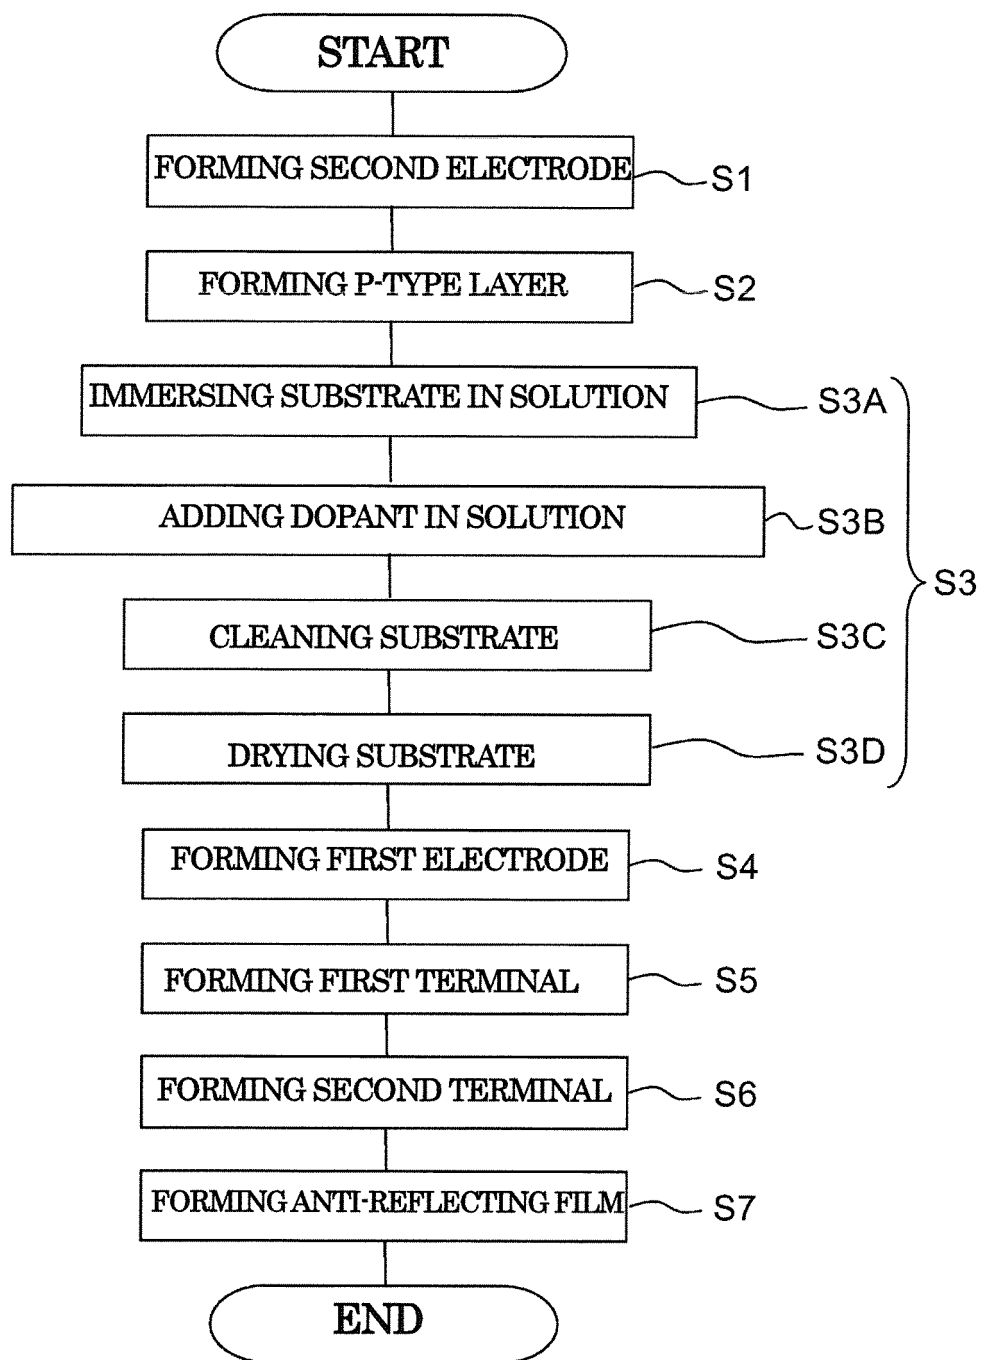 START
FORMING SECOND ELECTRODE S1
FORMING P-TYPE LAYER S2
IMMERSING SUBSTRATE IN SOLUTION S3A
ADDING DOPANT IN SOLUTION S3B
S3
CLEANING SUBSTRATE S3C
DRYING SUBSTRATE S3D
FORMING FIRST ELECTRODE S4
FORMING FIRST TERMINAL S5
FORMING SECOND TERMINAL S6
FORMING ANTI-REFLECTING FILM S7
END